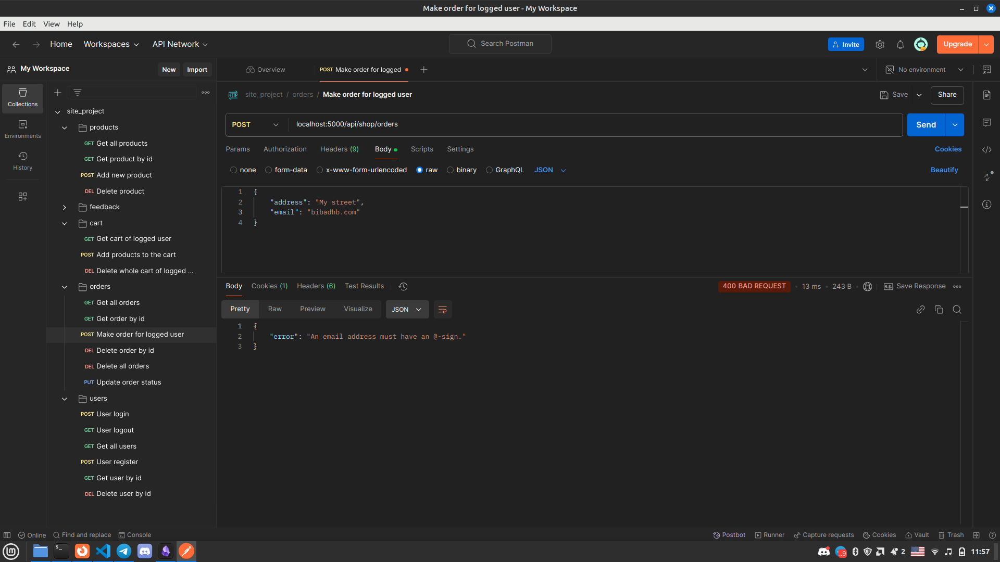 Make order for logged user - My Workspace
File Edit View Help
Home Workspaces API Network Search Postman Invite Upgrade
My Workspace New Import Overview POST Make order for logged No environment
Collections
Environments
History
site_project
products
GET Get all products
GET Get product by id
POST Add new product
DEL Delete product
feedback
cart
GET Get cart of logged user
POST Add products to the cart
DEL Delete whole cart of logged ...
orders
GET Get all orders
GET Get order by id
POST Make order for logged user
DEL Delete order by id
DEL Delete all orders
PUT Update order status
users
POST User login
GET User logout
GET Get all users
POST User register
GET Get user by id
DEL Delete user by id
HTTP site_project / orders / Make order for logged user Save Share
POST localhost:5000/api/shop/orders Send
Params Authorization Headers (9) Body Scripts Settings Cookies
none form-data x-www-form-urlencoded raw binary GraphQL JSON Beautify
1 {
2 "address": "My street",
3 "email": "bibadhb.com"
4 }
Body Cookies (1) Headers (6) Test Results 400 BAD REQUEST 13 ms 243 B e.g. Save Response
Pretty Raw Preview Visualize JSON
1 {
2 "error": "An email address must have an @-sign."
3 }
Online Find and replace Console Postbot Runner Capture requests Cookies Vault Trash
2 11:57